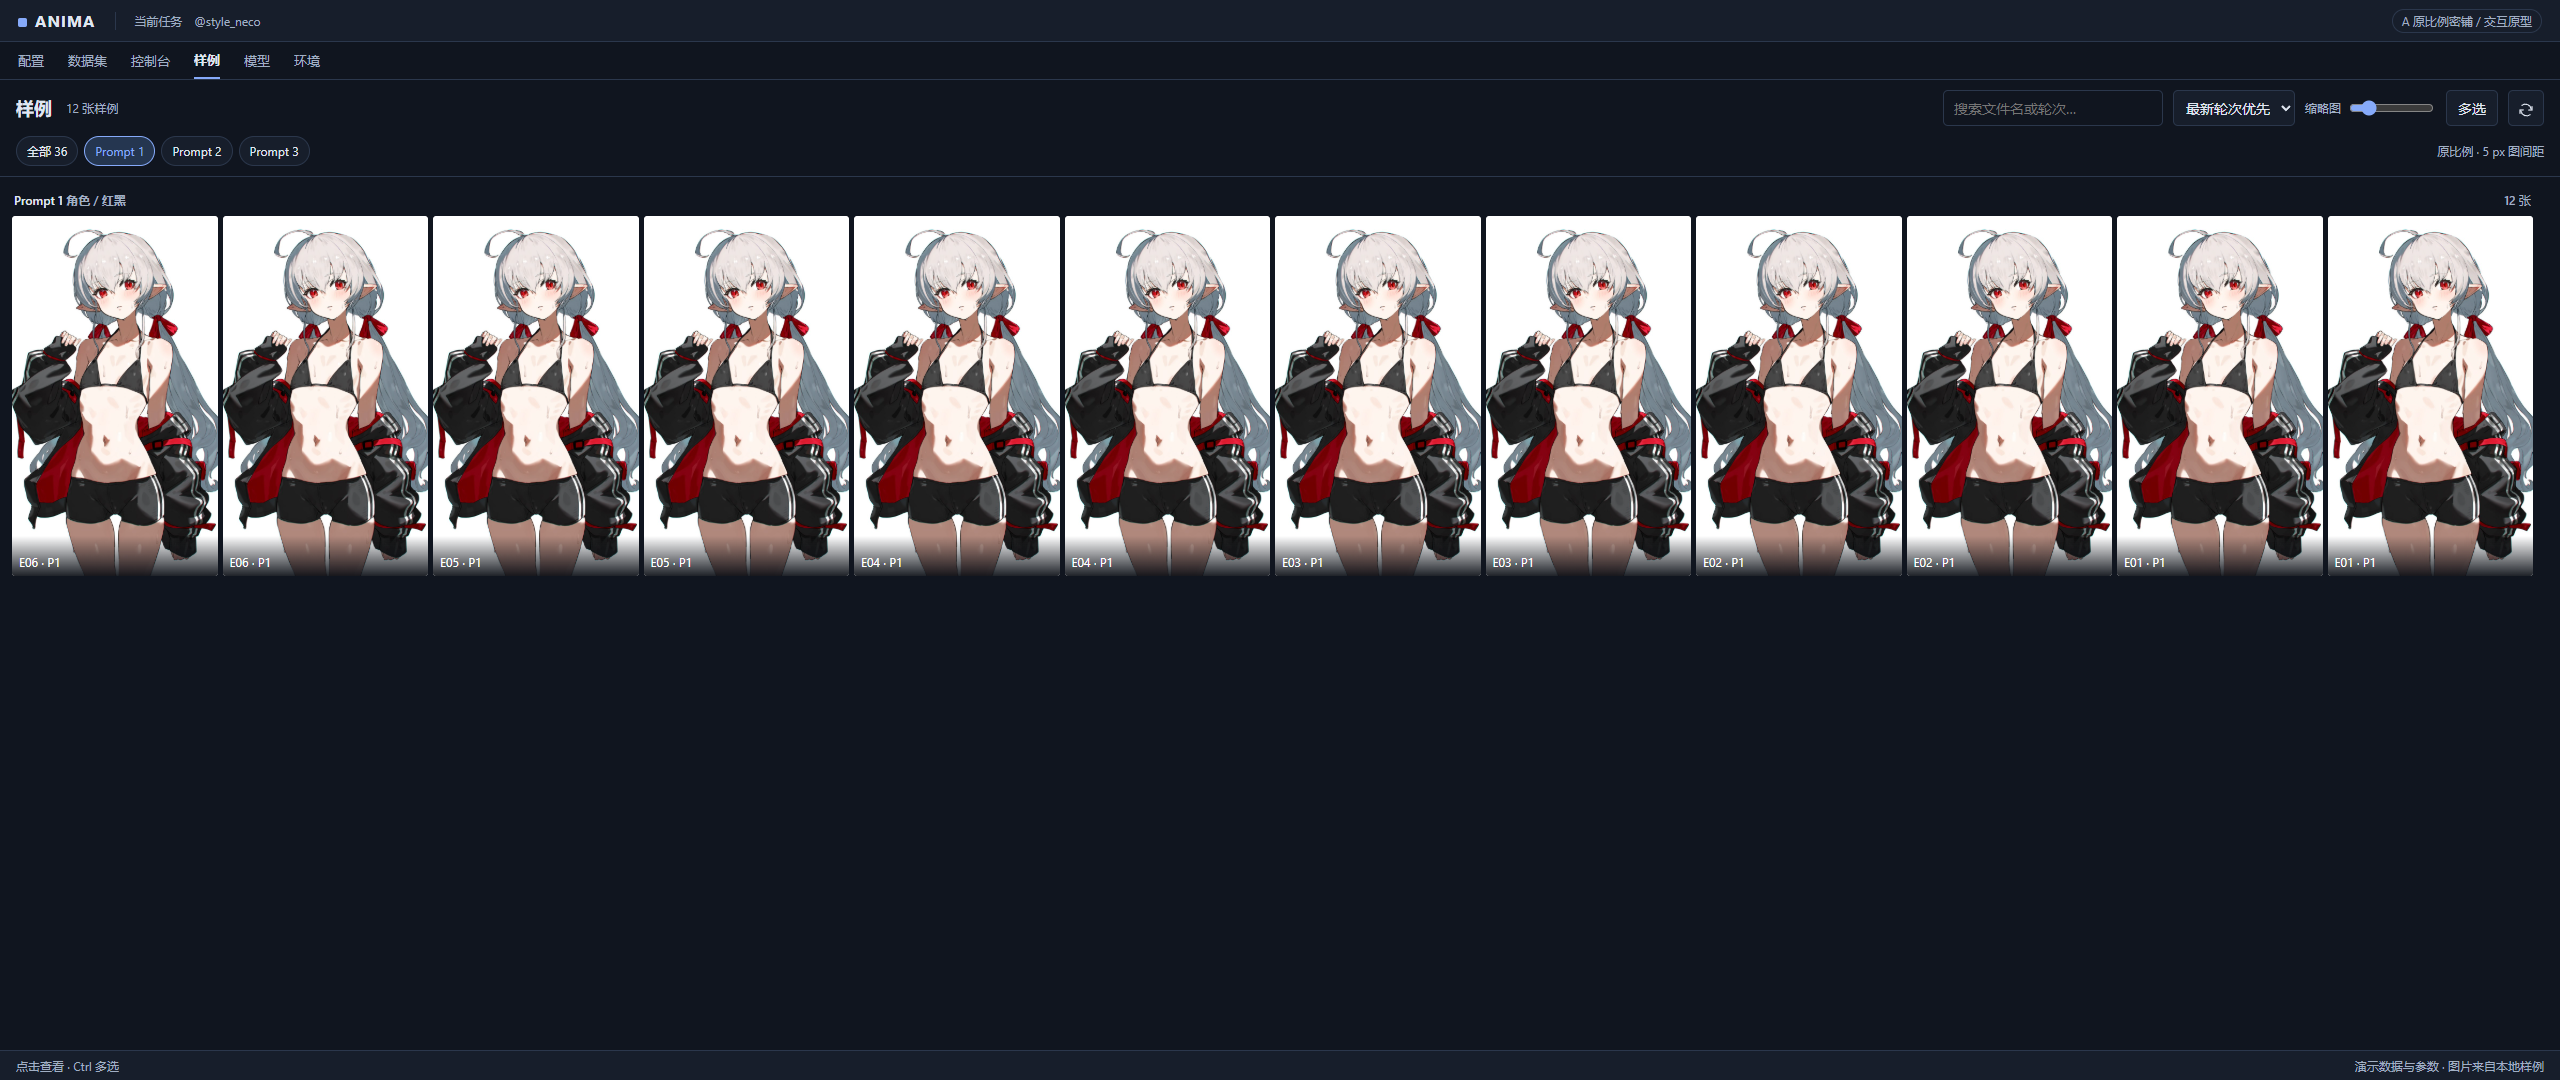 ANIMA 当前任务 @style_neco A 原比例密铺 / 交互原型
配置 数据集 控制台 样例 模型 环境
样例 12 张样例 搜索文件名或轮次... 最新轮次优先 缩略图 多选
全部 36 Prompt 1 Prompt 2 Prompt 3 原比例 · 5 px 图间距
Prompt 1 角色 / 红黑 12 张
E06 · P1 E06 · P1 E05 · P1 E05 · P1 E04 · P1 E04 · P1 E03 · P1 E03 · P1 E02 · P1 E02 · P1 E01 · P1 E01 · P1
点击查看 · Ctrl 多选 演示数据与参数 · 图片来自本地样例